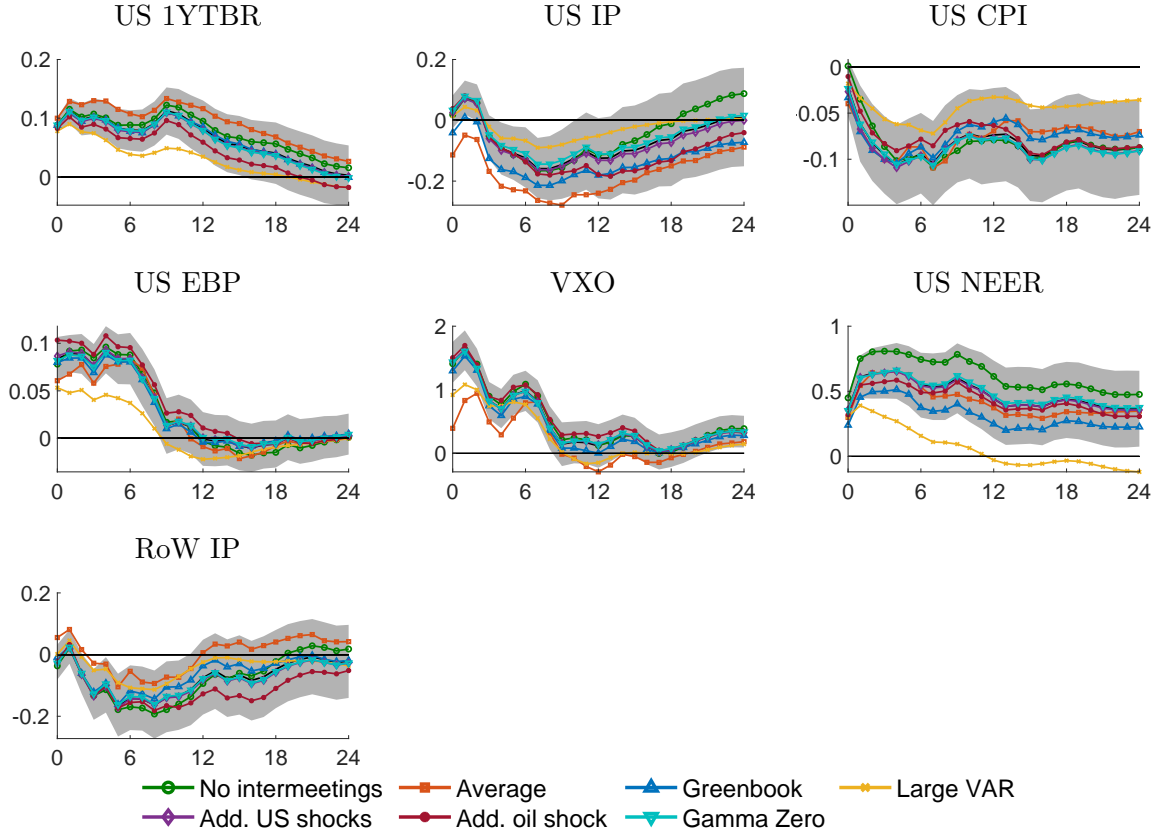 US 1YTBR US IP US CPI
0.2 0.2 0
0.1 0 -0.05
0 -0.2 -0.1
0 6 12 18 24 0 6 12 18 24 0 6 12 18 24
US EBP VXO US NEER
0.1 2 1
0.05 1 0.5
0 0 0
0 6 12 18 24 0 6 12 18 24 0 6 12 18 24
RoW IP
0.2
0
-0.2
0 6 12 18 24
No intermeetings Average Greenbook Large VAR
Add. US shocks Add. oil shock Gamma Zero